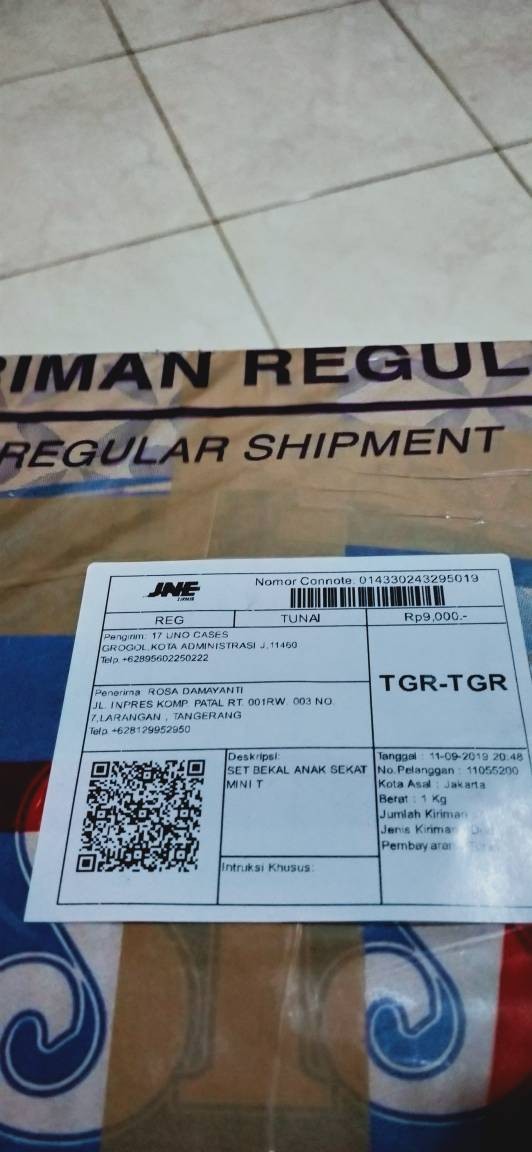 RIMAN REGUL
REGULAR SHIPMENT
JNE
EXPRESS
Nomor Connote. 014330243295019
REG
TUNAI
Rp9,000.-
Pengirim: 17 UNO CASES
GROGOL,KOTA ADMINISTRASI J,11460
Telp.+62895602250222
TGR-TGR
Penerima: ROSA DAMAYANTI
JL. INPRES KOMP. PATAL RT. 001RW. 003 NO.
7,LARANGAN , TANGERANG
Telp.+628129952950
Deskripsi:
SET BEKAL ANAK SEKAT
MINI T
Intruksi Khusus:
Tanggal : 11-09-2019 20:48
No.Pelanggan : 11055200
Kota Asal : Jakarta
Berat : 1 Kg
Jumlah Kiriman
Jenis Kiriman
Pembayaran